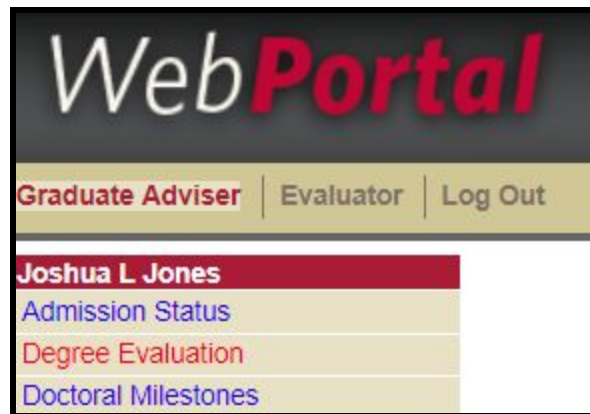 WebPortal
Graduate Adviser Evaluator Log Out
Joshua L Jones
Admission Status
Degree Evaluation
Doctoral Milestones